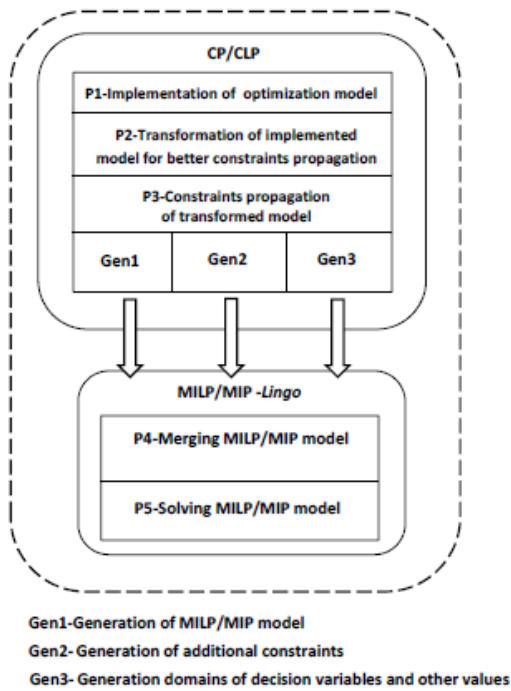 CP/CLP
P1-Implementation of optimization model
P2-Transformation of implemented
model for better constraints propagation
P3-Constraints propagation
of transformed model
Gen1
Gen2
Gen3
MILP/MIP -Lingo
P4-Merging MILP/MIP model
P5-Solving MILP/MIP model
Gen1-Generation of MILP/MIP model
Gen2- Generation of additional constraints
Gen3- Generation domains of decision variables and other values